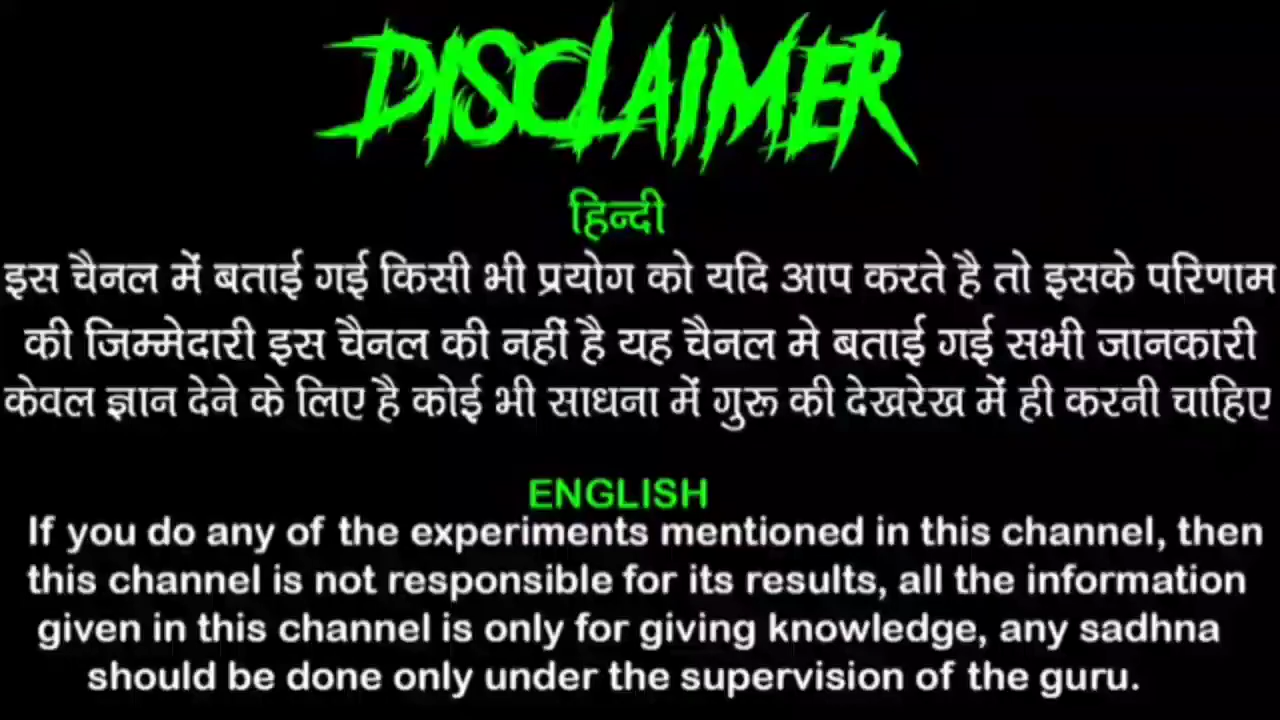 DISCLAIMER
हिन्दी
इस चैनल में बताई गई किसी भी प्रयोग को यदि आप करते है तो इसके परिणाम
की जिम्मेदारी इस चैनल की नहीं है यह चैनल मे बताई गई सभी जानकारी
केवल ज्ञान देने के लिए है कोई भी साधना में गुरू की देखरेख में ही करनी चाहिए
ENGLISH
If you do any of the experiments mentioned in this channel, then
this channel is not responsible for its results, all the information
given in this channel is only for giving knowledge, any sadhna
should be done only under the supervision of the guru.